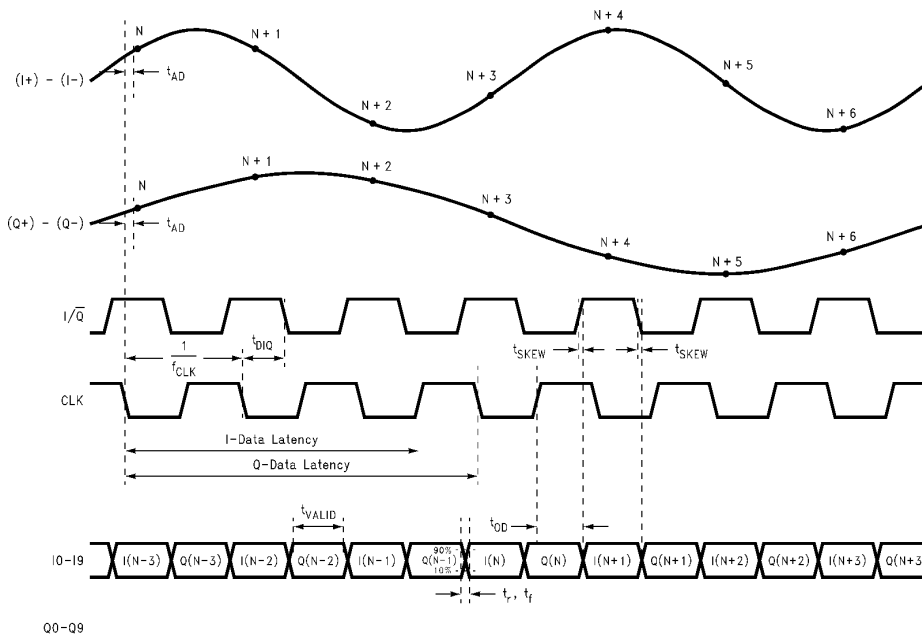 N
N + 1
N + 2
N + 3
N + 4
N + 5
N + 6
(I+) - (I-)
t_AD
N
N + 1
N + 2
N + 3
N + 4
N + 5
N + 6
(Q+) - (Q-)
t_AD
I/Q̅
1
f_CLK
t_DIQ
t_SKEW
t_SKEW
CLK
I-Data Latency
Q-Data Latency
t_VALID
t_OD
I0-I9
I(N-3)
Q(N-3)
I(N-2)
Q(N-2)
I(N-1)
90%
Q(N-1)
10%
I(N)
Q(N)
I(N+1)
Q(N+1)
I(N+2)
Q(N+2)
I(N+3)
Q(N+3
t_r, t_f
Q0-Q9